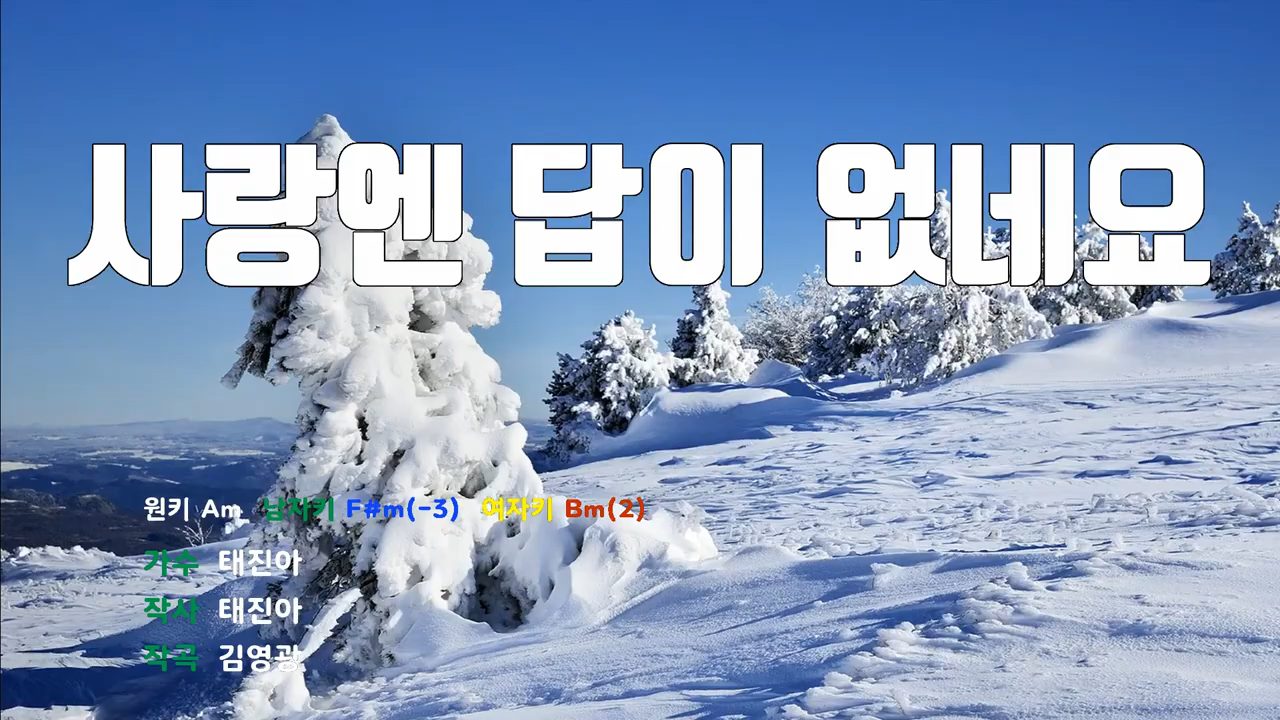 사랑엔 답이 없네요
원키 Am 남자키 F#m(-3) 여자키 Bm(2)
가수 태진아
작사 태진아
작곡 김영광